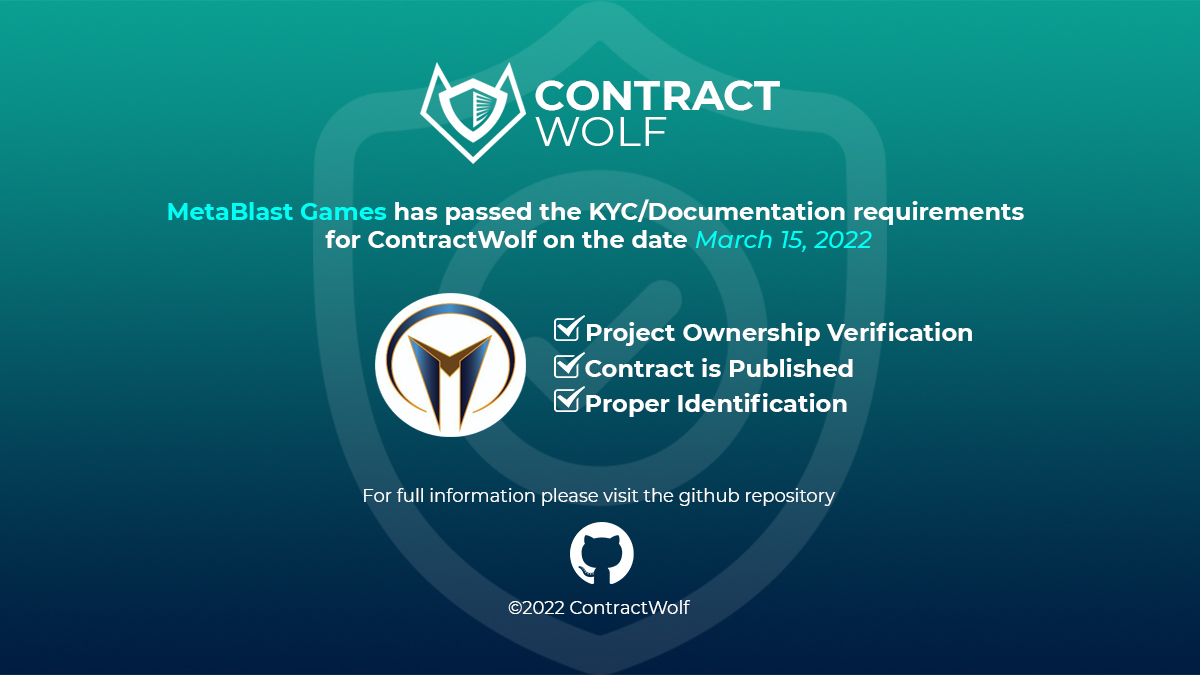 CONTRACT
WOLF
MetaBlast Games has passed the KYC/Documentation requirements
for ContractWolf on the date March 15, 2022
Project Ownership Verification
Contract is Published
Proper Identification
For full information please visit the github repository
©2022 ContractWolf